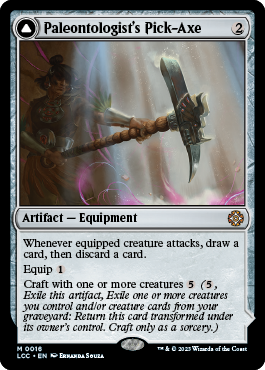 Paleontologist's Pick-Axe 2
Artifact — Equipment
Whenever equipped creature attacks, draw a
card, then discard a card.
Equip 1
Craft with one or more creatures 5 (5 ,
Exile this artifact, Exile one or more creatures
you control and/or creature cards from your
graveyard: Return this card transformed under
its owner's control. Craft only as a sorcery.)
M 0016
LCC • EN Ernanda Souza
™ & © 2023 Wizards of the Coast